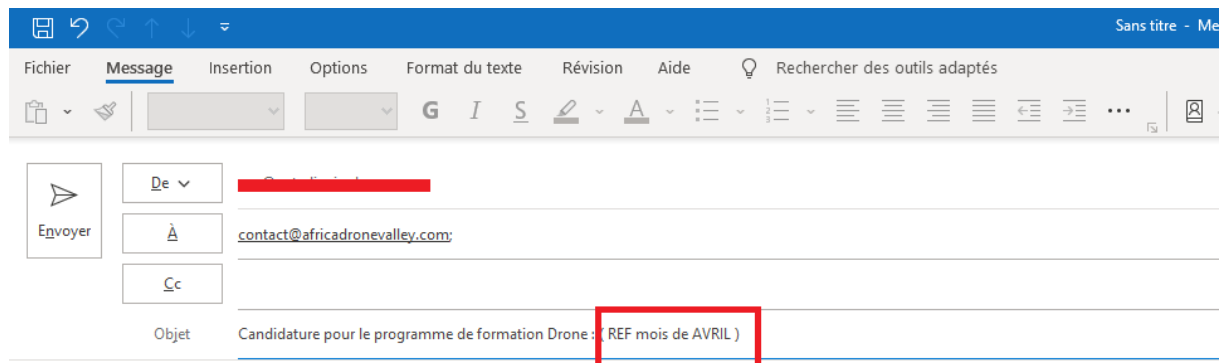 Sans titre - Me
Fichier Message Insertion Options Format du texte Révision Aide Rechercher des outils adaptés
G I S A
De
Envoyer
À
contact@africadronevalley.com;
Cc
Objet Candidature pour le programme de formation Drone : ( REF mois de AVRIL )